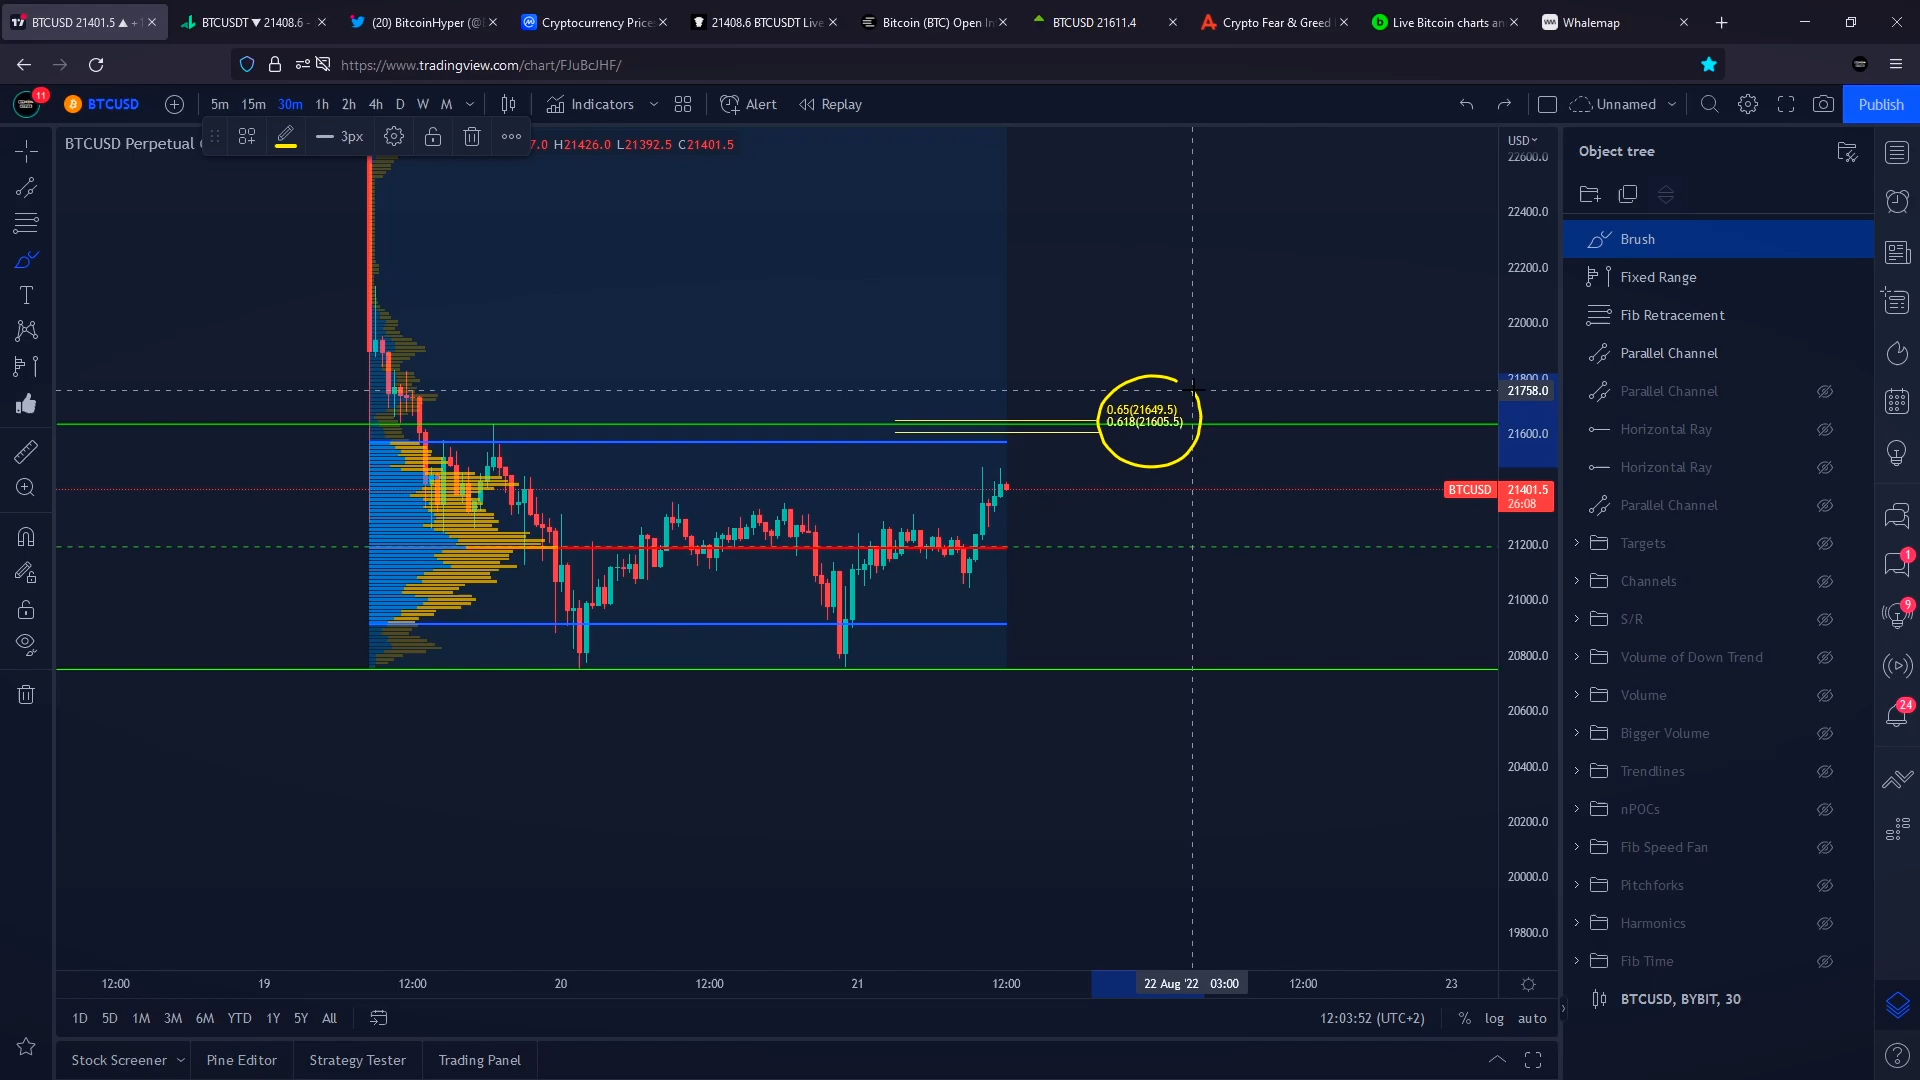 BTCUSD 21401.5 ▲ +1
BTCUSDT ▼ 21408.6 -
(20) BitcoinHyper (@
Cryptocurrency Price
21408.6 BTCUSDT Live
Bitcoin (BTC) Open In
BTCUSD 21611.4
Crypto Fear & Greed
Live Bitcoin charts an
Whalemap
https://www.tradingview.com/chart/FJuBcJHF/
11
BTCUSD
5m 15m 30m 1h 2h 4h D W M
Indicators
Alert
Replay
Unnamed
Publish
3px
BTCUSD Perpetual
7.0 H21426.0 L21392.5 C21401.5
USD
22600.0
22400.0
22200.0
22000.0
21800.0
21758.0
21600.0
BTCUSD 21401.5
26:08
21200.0
21000.0
20800.0
20600.0
20400.0
20200.0
20000.0
19800.0
0.65(21649.5)
0.618(21605.5)
12:00 19 12:00 20 12:00 21 12:00 22 Aug '22 03:00 12:00 23
1D 5D 1M 3M 6M YTD 1Y 5Y All
12:03:52 (UTC+2) % log auto
Stock Screener Pine Editor Strategy Tester Trading Panel
Object tree
Brush
Fixed Range
Fib Retracement
Parallel Channel
Parallel Channel
Horizontal Ray
Horizontal Ray
Parallel Channel
Targets
Channels
S/R
Volume of Down Trend
Volume
Bigger Volume
Trendlines
nPOCs
Fib Speed Fan
Pitchforks
Harmonics
Fib Time
BTCUSD, BYBIT, 30
1
9
24